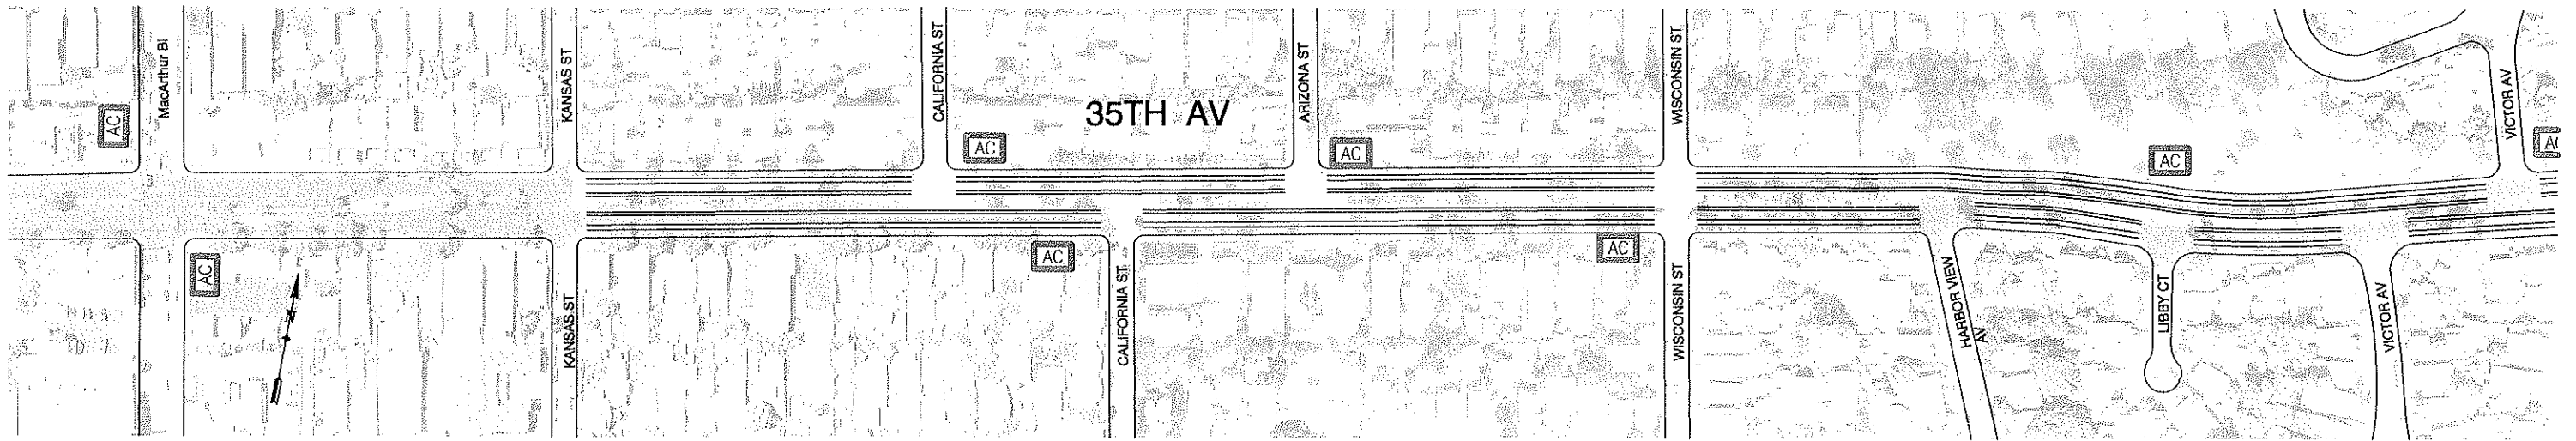 MacArthur Bl
KANSAS ST
CALIFORNIA ST
ARIZONA ST
WISCONSIN ST
VICTOR AV
35TH AV
AC
AC
AC
AC
AC
AC
AC
AC
KANSAS ST
CALIFORNIA ST
WISCONSIN ST
HARBOR VIEW
AV
LIBBY CT
VICTOR AV
N